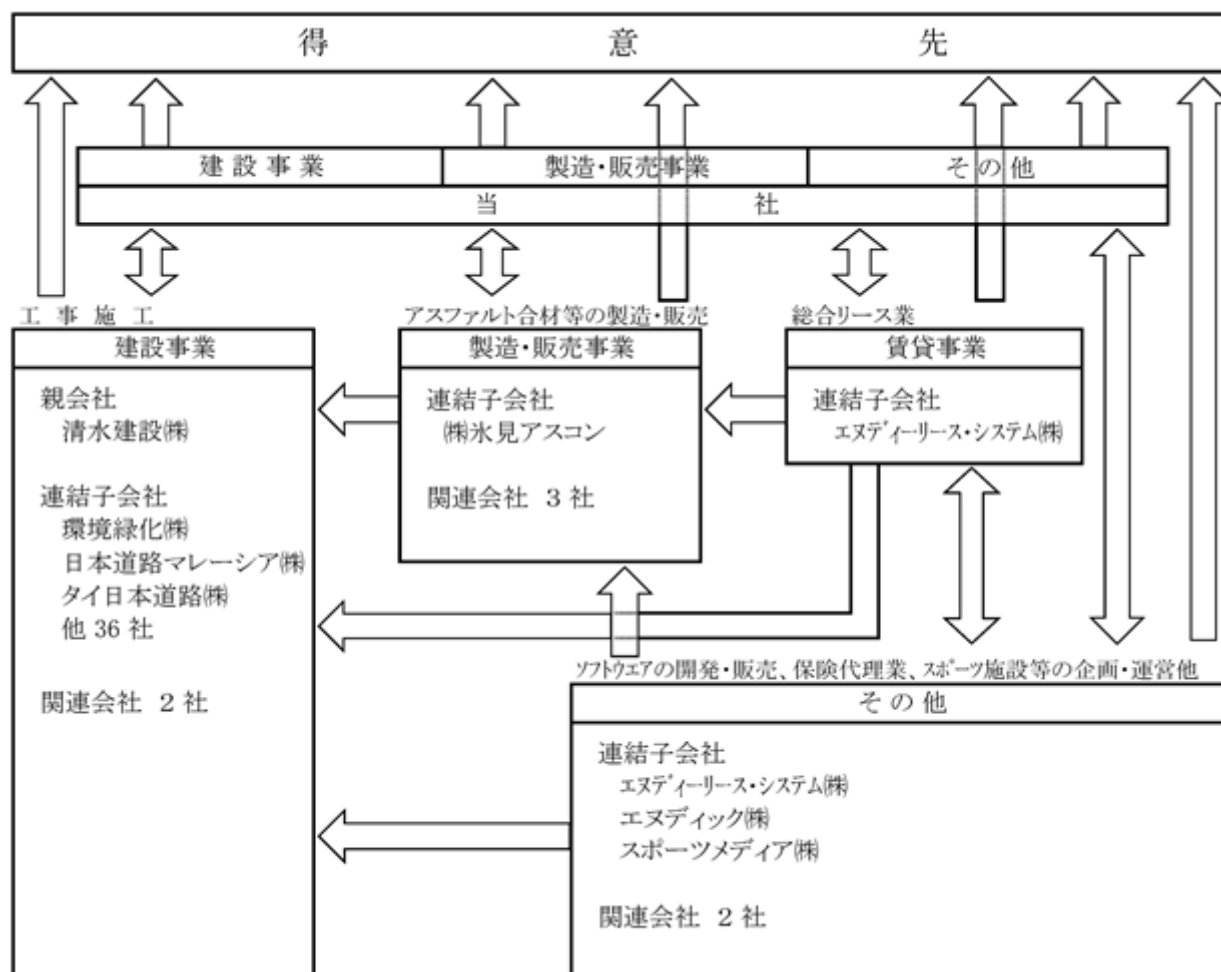 得意先
建設事業
製造・販売事業
その他
当社
工事施工
建設事業
親会社
清水建設㈱
連結子会社
環境緑化㈱
日本道路マレーシア㈱
タイ日本道路㈱
他 36 社
関連会社 2 社
アスファルト合材等の製造・販売
製造・販売事業
連結子会社
㈱氷見アスコン
関連会社 3 社
総合リース業
賃貸事業
連結子会社
エヌディーリース・システム㈱
ソフトウエアの開発・販売、保険代理業、スポーツ施設等の企画・運営他
その他
連結子会社
エヌディーリース・システム㈱
エヌディック㈱
スポーツメディア㈱
関連会社 2 社